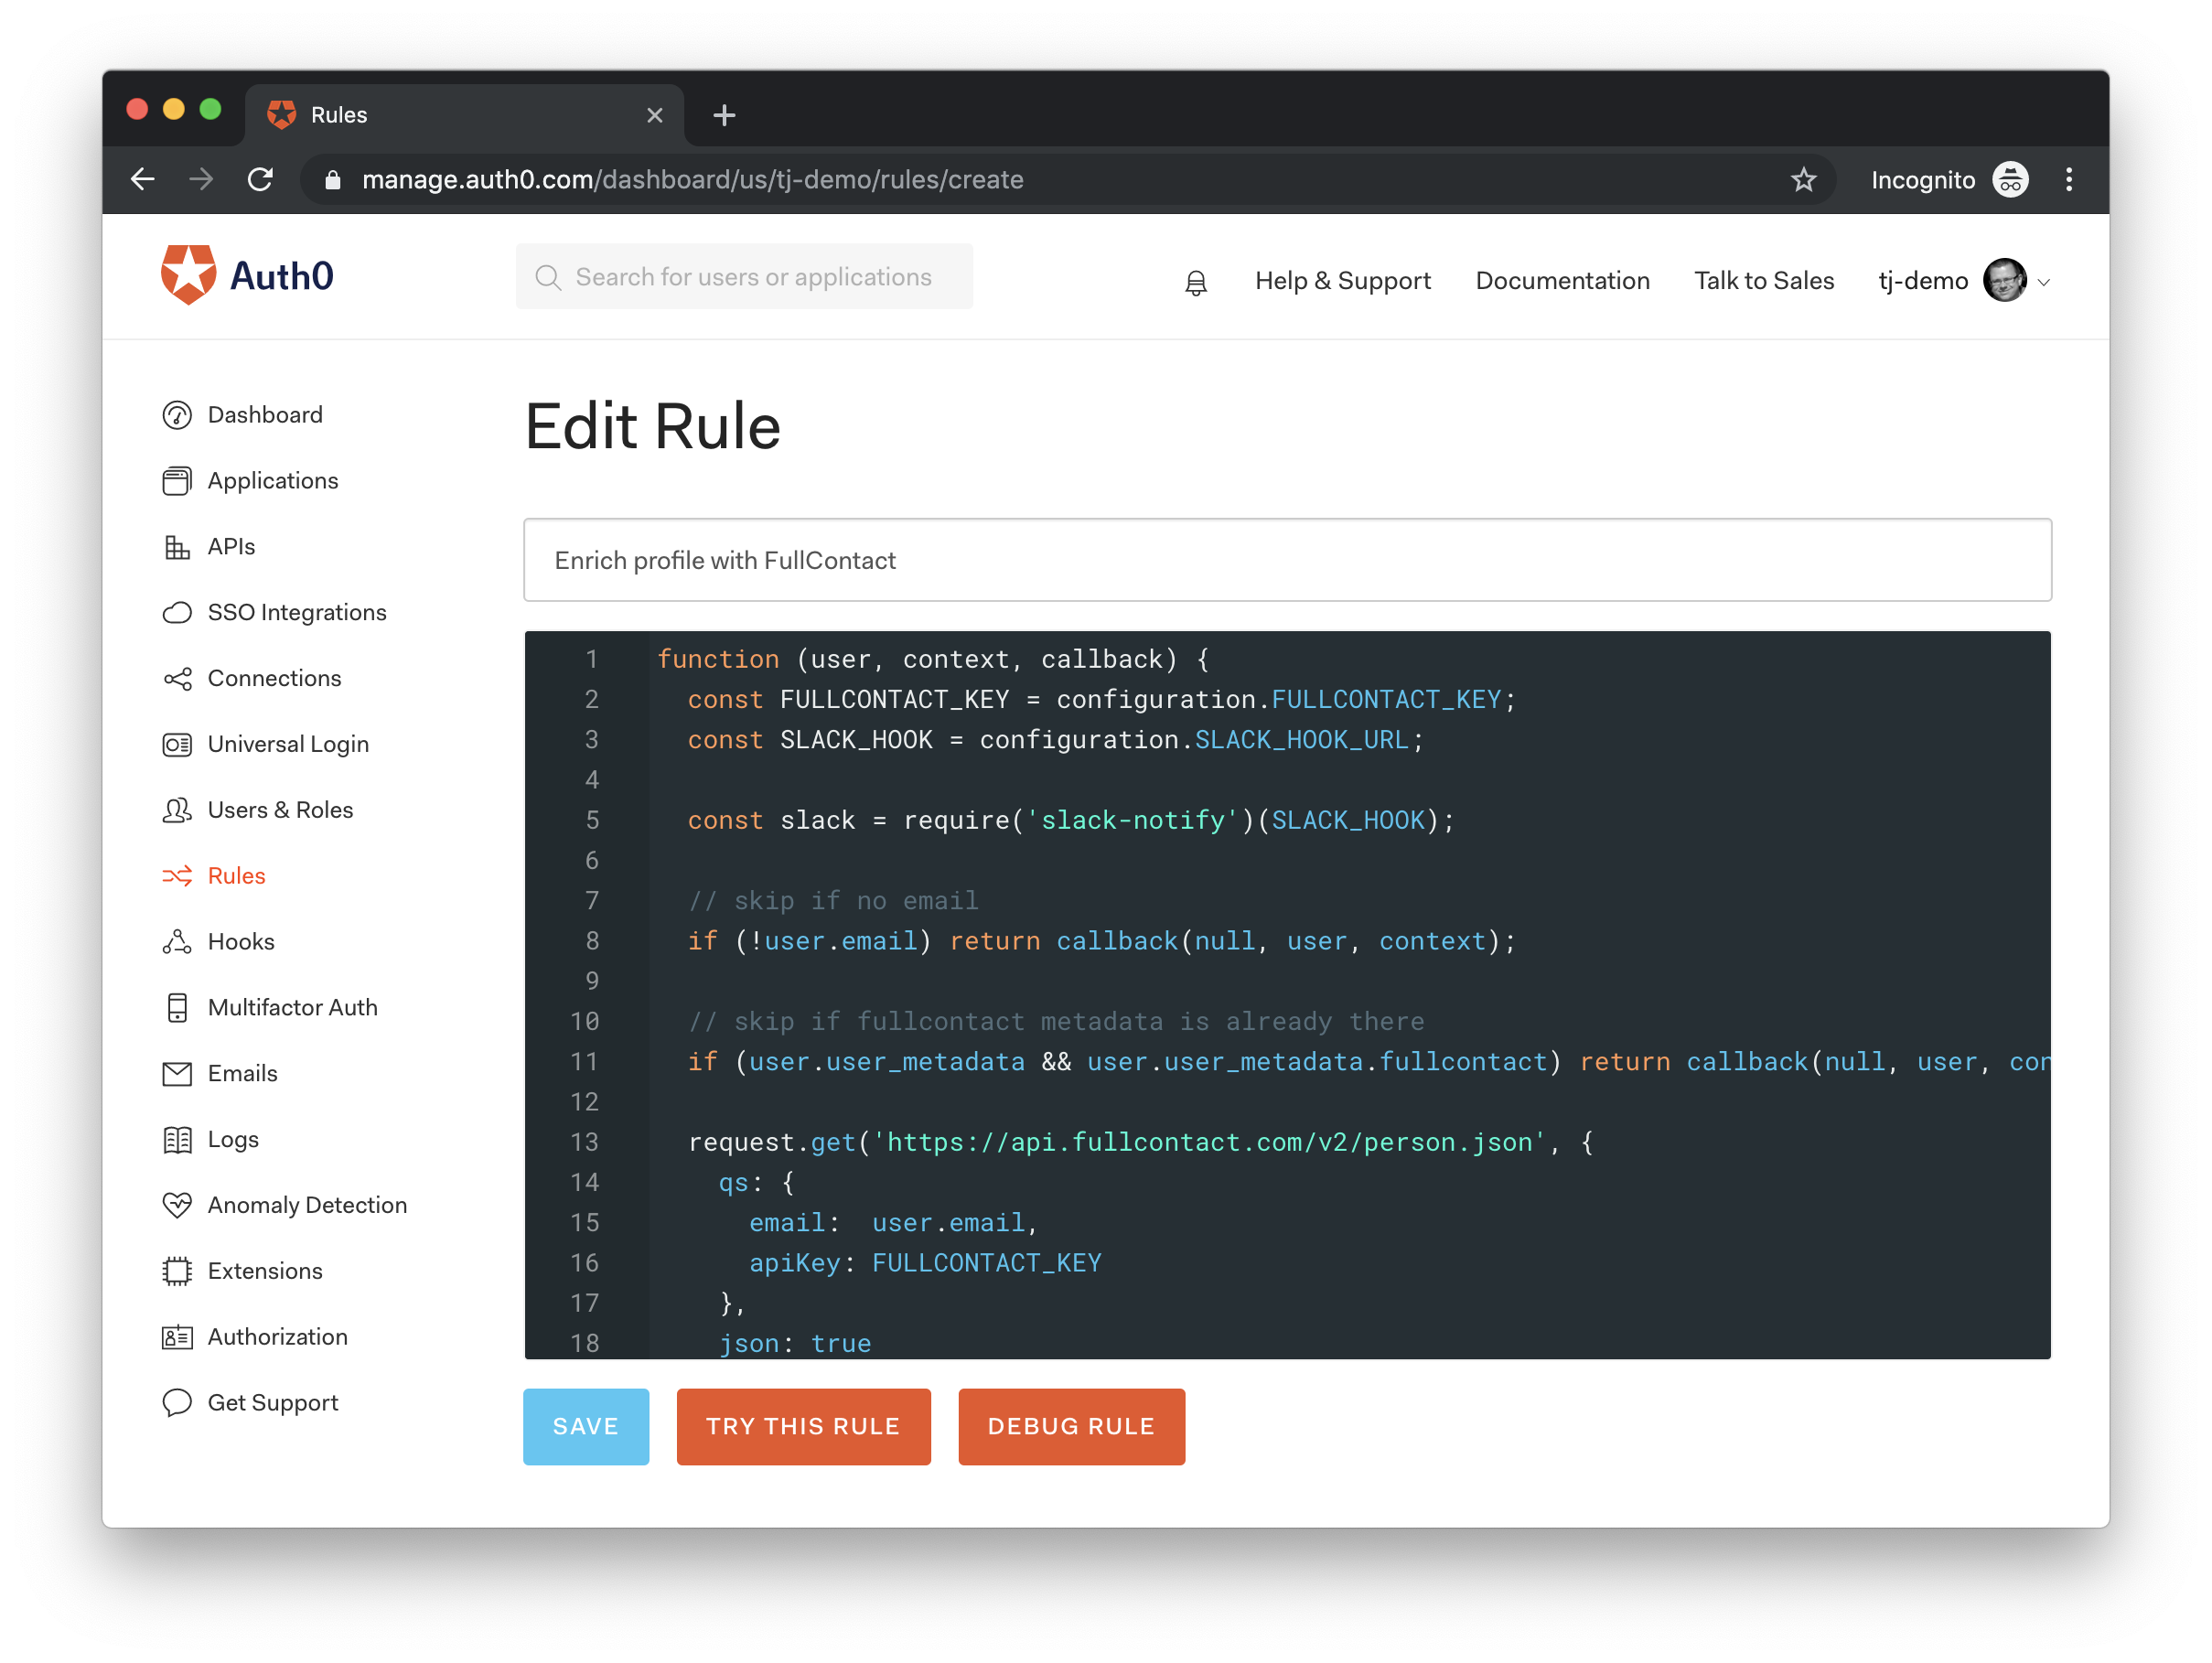 Rules
manage.auth0.com/dashboard/us/tj-demo/rules/create
Incognito
Auth0
Search for users or applications
Help & Support
Documentation
Talk to Sales
tj-demo
Dashboard
Applications
APIs
SSO Integrations
Connections
Universal Login
Users & Roles
Rules
Hooks
Multifactor Auth
Emails
Logs
Anomaly Detection
Extensions
Authorization
Get Support
Edit Rule
Enrich profile with FullContact
1 function (user, context, callback) {
2   const FULLCONTACT_KEY = configuration.FULLCONTACT_KEY;
3   const SLACK_HOOK = configuration.SLACK_HOOK_URL;
4
5   const slack = require('slack-notify')(SLACK_HOOK);
6
7   // skip if no email
8   if (!user.email) return callback(null, user, context);
9
10   // skip if fullcontact metadata is already there
11   if (user.user_metadata && user.user_metadata.fullcontact) return callback(null, user, con
12
13   request.get('https://api.fullcontact.com/v2/person.json', {
14     qs: {
15       email:  user.email,
16       apiKey: FULLCONTACT_KEY
17     },
18     json: true
SAVE
TRY THIS RULE
DEBUG RULE